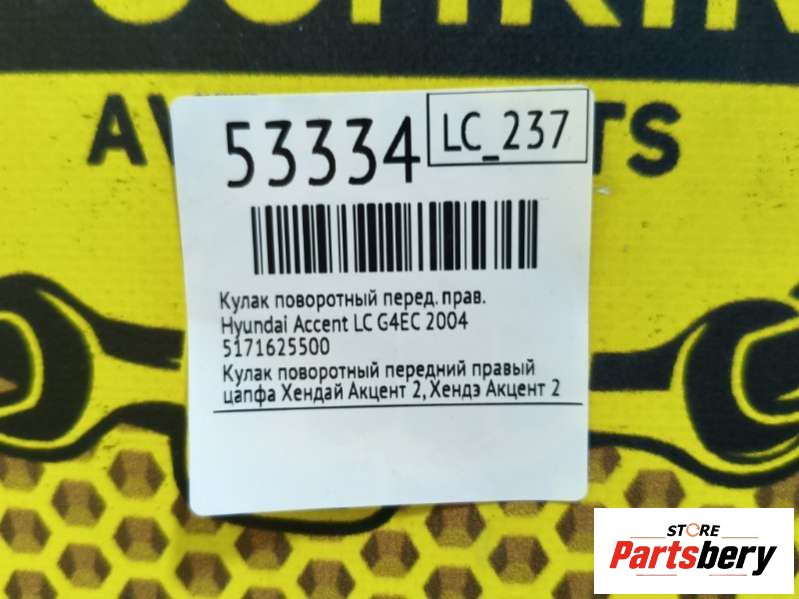 53334
LC_237
Кулак поворотный перед. прав.
Hyundai Accent LC G4EC 2004
5171625500
Кулак поворотный передний правый
цапфа Хендай Акцент 2, Хендэ Акцент 2
STORE
Partsbery